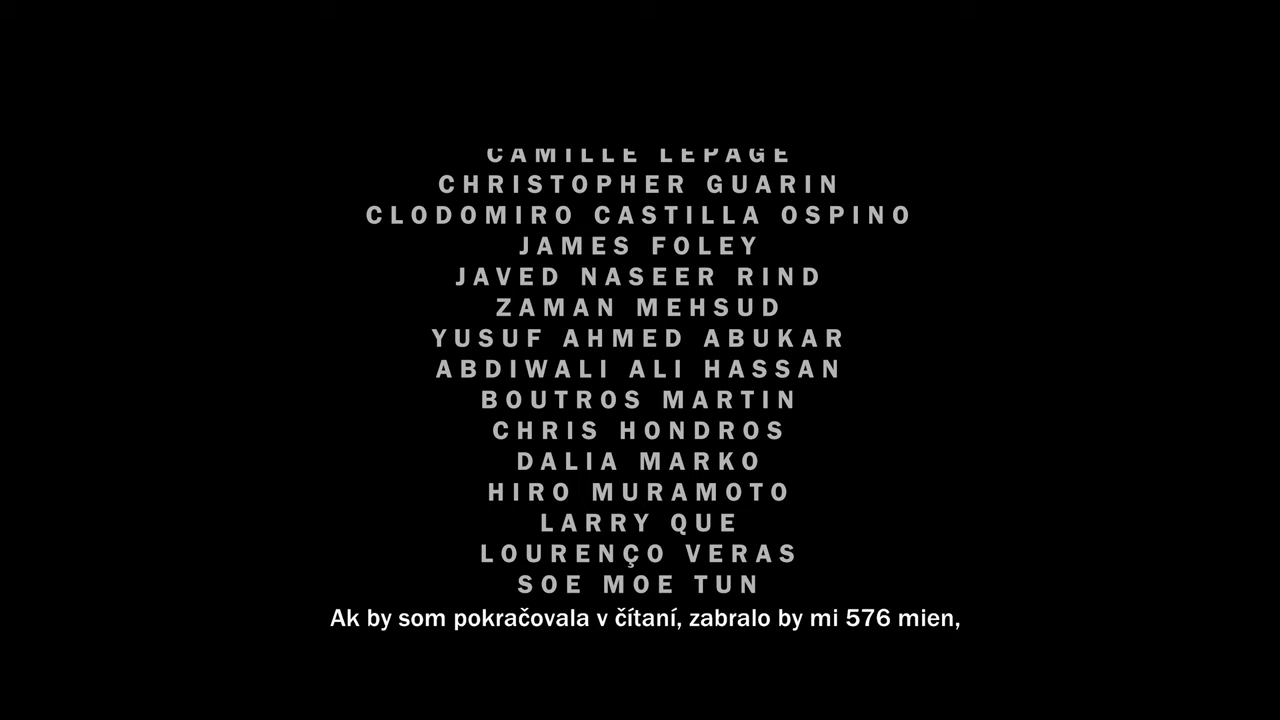 CAMILLE LEPAGE
CHRISTOPHER GUARIN
CLODOMIRO CASTILLA OSPINO
JAMES FOLEY
JAVED NASEER RIND
ZAMAN MEHSUD
YUSUF AHMED ABUKAR
ABDIWALI ALI HASSAN
BOUTROS MARTIN
CHRIS HONDROS
DALIA MARKO
HIRO MURAMOTO
LARRY QUE
LOURENÇO VERAS
SOE MOE TUN
Ak by som pokračovala v čítaní, zabralo by mi 576 mien,